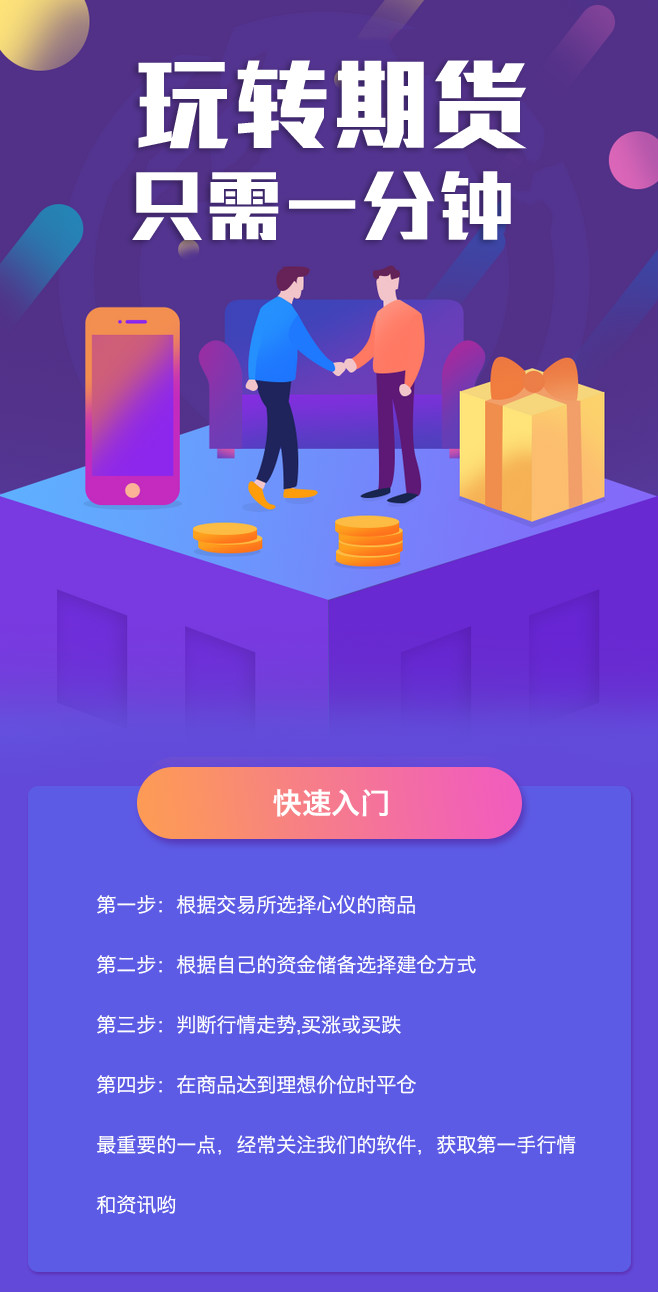 玩转期货
只需一分钟
快速入门
第一步：根据交易所选择心仪的商品
第二步：根据自己的资金储备选择建仓方式
第三步：判断行情走势,买涨或买跌
第四步：在商品达到理想价位时平仓
最重要的一点，经常关注我们的软件，获取第一手行情
和资讯哟